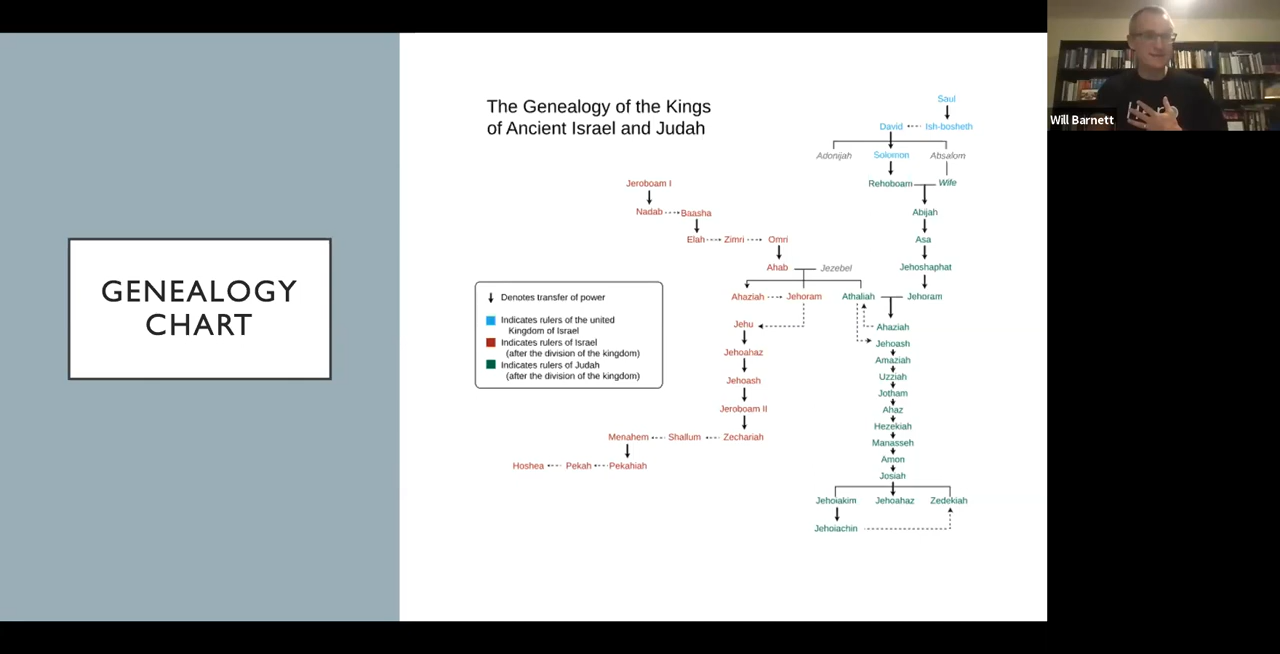 GENEALOGY
CHART
The Genealogy of the Kings
of Ancient Israel and Judah
Saul
David Ish-bosheth
Adonijah Solomon Absalom
Jeroboam I Rehoboam Wife
Nadab Baasha Abijah
Elah Zimri Omri Asa
Ahab Jezebel Jehoshaphat
Ahaziah Jehoram Athaliah Jehoram
Jehu Ahaziah
Jehoash
Jehoahaz Amaziah
Uzziah
Jehoash Jotham
Jeroboam II Ahaz
Hezekiah
Menahem Shallum Zechariah Manasseh
Amon
Hoshea Pekah Pekahiah
Josiah
Jehoiakim Jehoahaz Zedekiah
Jehoiachin
Denotes transfer of power
Indicates rulers of the united
Kingdom of Israel
Indicates rulers of Israel
(after the division of the kingdom)
Indicates rulers of Judah
(after the division of the kingdom)
Will Barnett